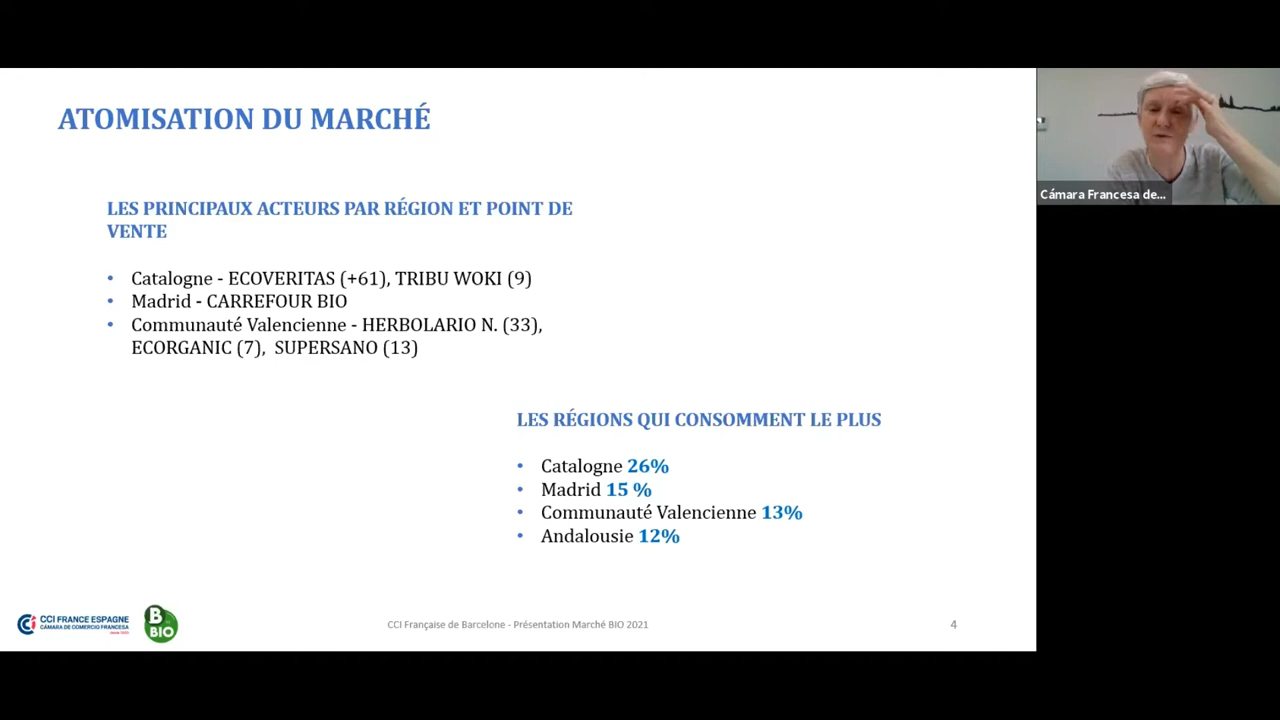 ATOMISATION DU MARCHÉ
LES PRINCIPAUX ACTEURS PAR RÉGION ET POINT DE
VENTE
• Catalogne - ECOVERITAS (+61), TRIBU WOKI (9)
• Madrid - CARREFOUR BIO
• Communauté Valencienne - HERBOLARIO N. (33),
ECORGANIC (7), SUPERSANO (13)
LES RÉGIONS QUI CONSOMMENT LE PLUS
• Catalogne 26%
• Madrid 15 %
• Communauté Valencienne 13%
• Andalousie 12%
Cámara Francesa de...
CCI FRANCE ESPAGNE
CÁMARA DE COMERCIO FRANCESA
B
BIO
CCI Française de Barcelone - Présentation Marché BIO 2021
4